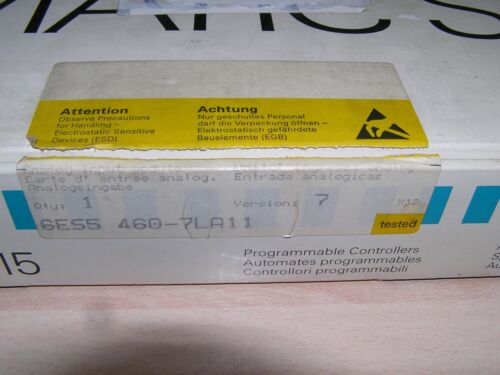 Attention
Observe Precautions
for Handling –
Electrostatic Sensitive
Devices (ESD)
Achtung
Nur geschultes Personal
darf die Verpackung öffnen –
Elektrostatisch gefährdete
Bauelemente (EGB)
Carte d' entree analog. Entrada analogicas
Analogeingabe
Qty: 1 Version: 7 X12
6ES5 460-7LA11
tested
Programmable Controllers
Automates programmables
Controllori programmabili